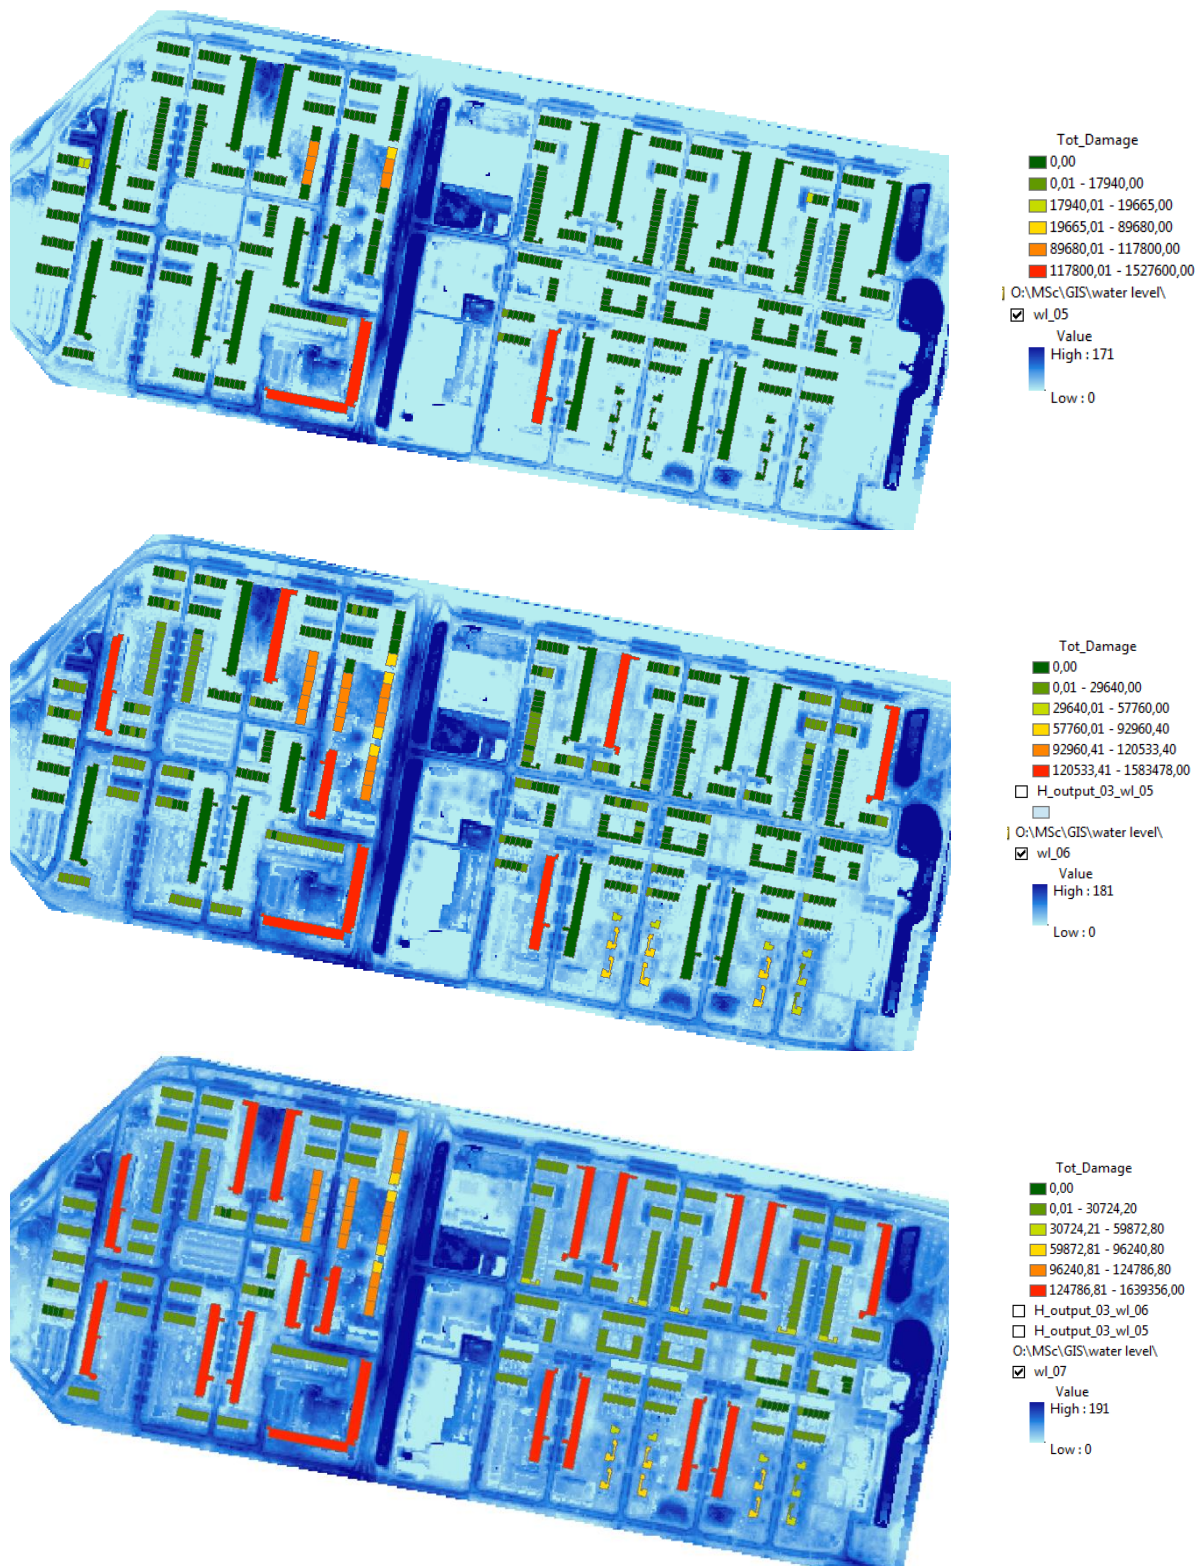 Tot_Damage
0,00
0,01 - 17940,00
17940,01 - 19665,00
19665,01 - 89680,00
89680,01 - 117800,00
117800,01 - 1527600,00
O:\MSc\GIS\water level\
wl_05
Value
High : 171
Low : 0
Tot_Damage
0,00
0,01 - 29640,00
29640,01 - 57760,00
57760,01 - 92960,40
92960,41 - 120533,40
120533,41 - 1583478,00
H_output_03_wl_05
O:\MSc\GIS\water level\
wl_06
Value
High : 181
Low : 0
Tot_Damage
0,00
0,01 - 30724,20
30724,21 - 59872,80
59872,81 - 96240,80
96240,81 - 124786,80
124786,81 - 1639356,00
H_output_03_wl_06
H_output_03_wl_05
O:\MSc\GIS\water level\
wl_07
Value
High : 191
Low : 0